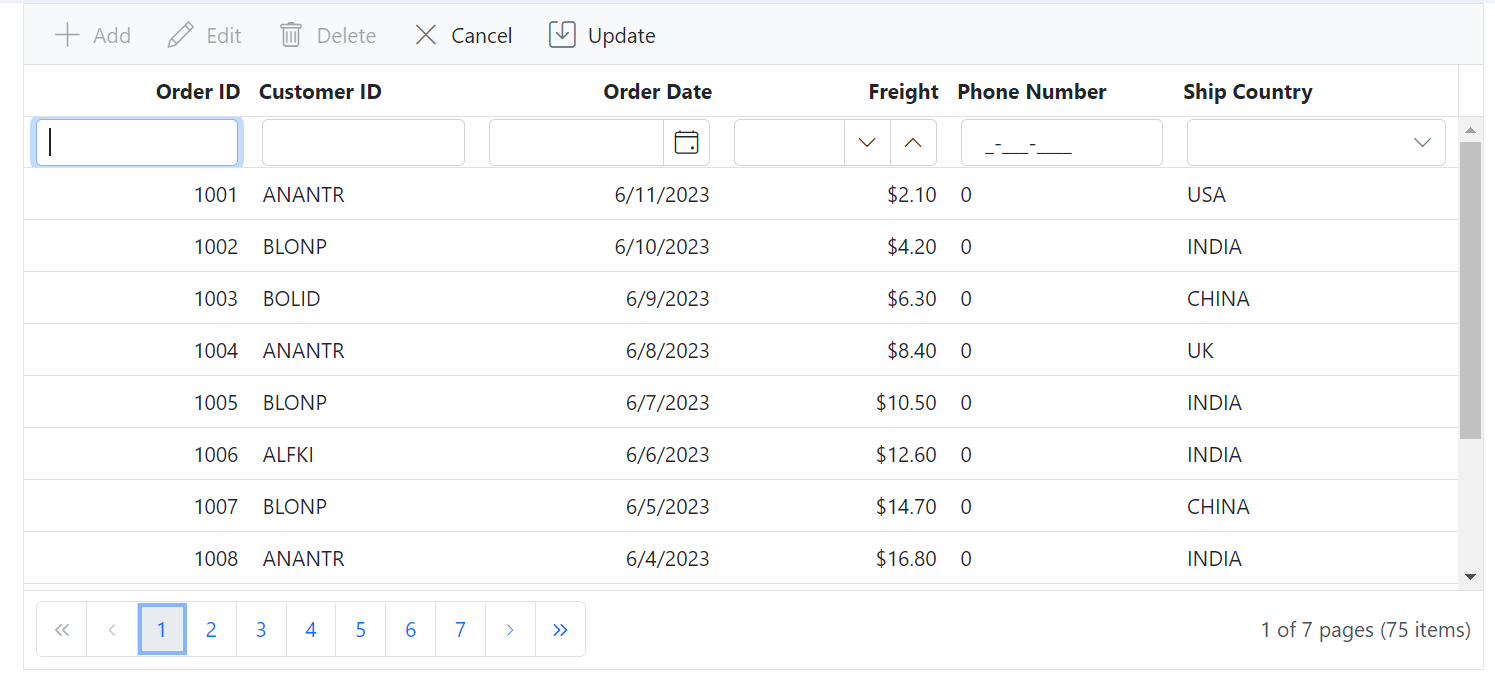 Add Edit Delete Cancel Update
Order ID Customer ID Order Date Freight Phone Number Ship Country
_-___-____
1001 ANANTR 6/11/2023 $2.10 0 USA
1002 BLONP 6/10/2023 $4.20 0 INDIA
1003 BOLID 6/9/2023 $6.30 0 CHINA
1004 ANANTR 6/8/2023 $8.40 0 UK
1005 BLONP 6/7/2023 $10.50 0 INDIA
1006 ALFKI 6/6/2023 $12.60 0 INDIA
1007 BLONP 6/5/2023 $14.70 0 CHINA
1008 ANANTR 6/4/2023 $16.80 0 INDIA
1 2 3 4 5 6 7 1 of 7 pages (75 items)